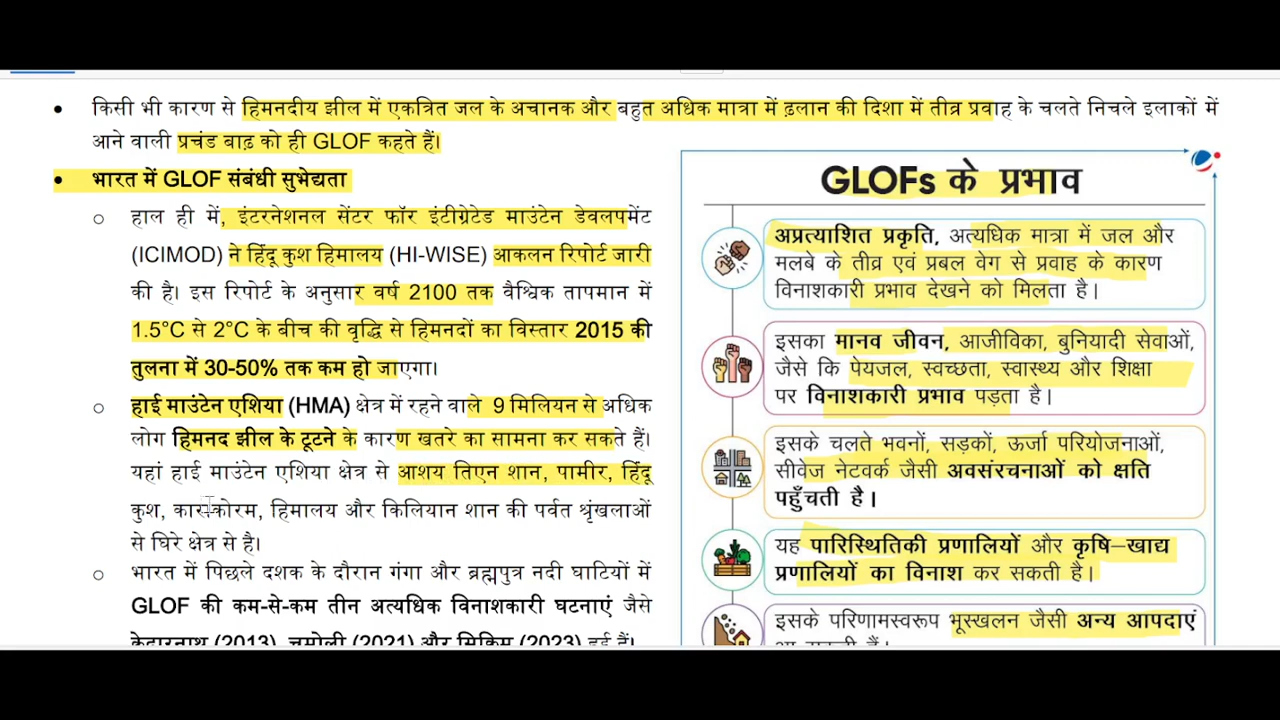 किसी भी कारण से हिमनदीय झील में एकत्रित जल के अचानक और बहुत अधिक मात्रा में ढ़लान की दिशा में तीव्र प्रवाह के चलते निचले इलाकों में
आने वाली प्रचंड बाढ़ को ही GLOF कहते हैं।
भारत में GLOF संबंधी सुभेद्यता
हाल ही में, इंटरनेशनल सेंटर फॉर इंटीग्रेटेड माउंटेन डेवलपमेंट
(ICIMOD) ने हिंदू कुश हिमालय (HI-WISE) आकलन रिपोर्ट जारी
की है। इस रिपोर्ट के अनुसार वर्ष 2100 तक वैश्विक तापमान में
1.5°C से 2°C के बीच की वृद्धि से हिमनदों का विस्तार 2015 की
तुलना में 30-50% तक कम हो जाएगा।
हाई माउंटेन एशिया (HMA) क्षेत्र में रहने वाले 9 मिलियन से अधिक
लोग हिमनद झील के टूटने के कारण खतरे का सामना कर सकते हैं।
यहां हाई माउंटेन एशिया क्षेत्र से आशय तिएन शान, पामीर, हिंदू
कुश, काराकोरम, हिमालय और किलियान शान की पर्वत श्रृंखलाओं
से घिरे क्षेत्र से है।
भारत में पिछले दशक के दौरान गंगा और ब्रह्मपुत्र नदी घाटियों में
GLOF की कम-से-कम तीन अत्यधिक विनाशकारी घटनाएं जैसे
केदारनाथ (2013), चमोली (2021) और सिक्किम (2023) हुई हैं।
GLOFs के प्रभाव
अप्रत्याशित प्रकृति, अत्यधिक मात्रा में जल और
मलबे के तीव्र एवं प्रबल वेग से प्रवाह के कारण
विनाशकारी प्रभाव देखने को मिलता है।
इसका मानव जीवन, आजीविका, बुनियादी सेवाओं,
जैसे कि पेयजल, स्वच्छता, स्वास्थ्य और शिक्षा
पर विनाशकारी प्रभाव पड़ता है।
इसके चलते भवनों, सड़कों, ऊर्जा परियोजनाओं,
सीवेज नेटवर्क जैसी अवसंरचनाओं को क्षति
पहुँचती है।
यह पारिस्थितिकी प्रणालियों और कृषि-खाद्य
प्रणालियों का विनाश कर सकती है।
इसके परिणामस्वरूप भूस्खलन जैसी अन्य आपदाएं